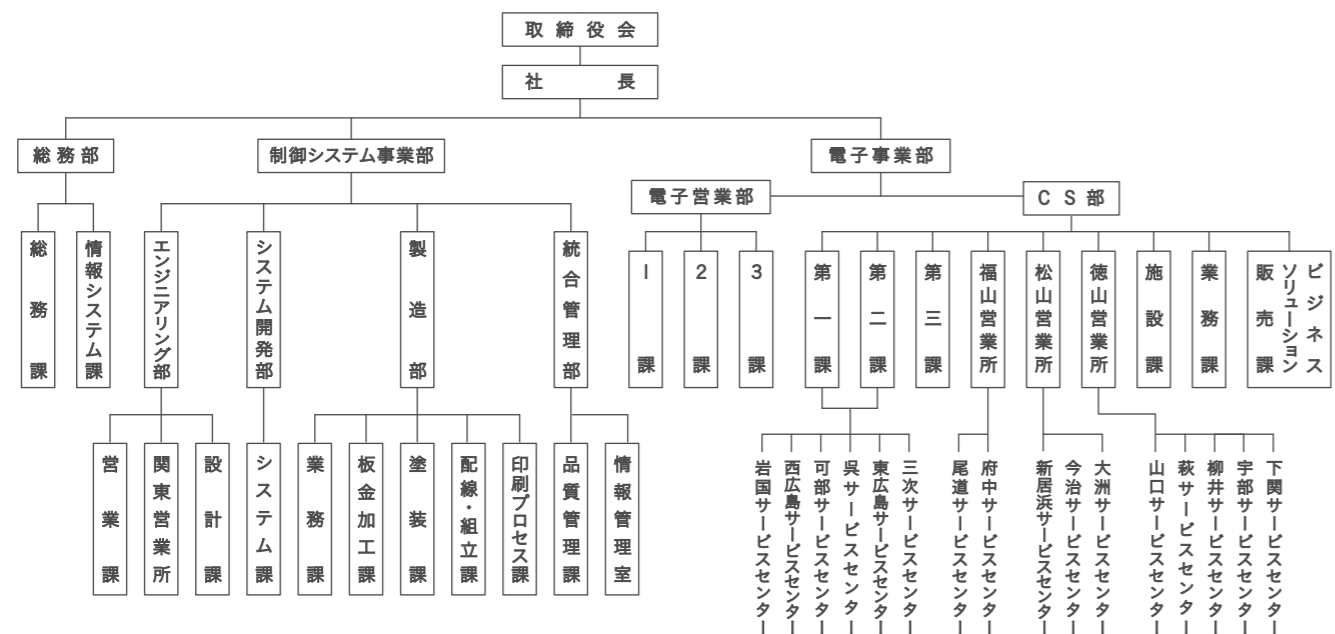 取締役会
社長
総務部
制御システム事業部
電子事業部
電子営業部
CS部
総務課
情報システム課
エンジニアリング部
システム開発部
製造部
統合管理部
1課
2課
3課
第一課
第二課
第三課
福山営業所
松山営業所
徳山営業所
施設課
業務課
ビジネス
ソリューション
販売課
営業課
関東営業所
設計課
システム課
業務課
板金加工課
塗装課
配線・組立課
印刷プロセス課
品質管理課
情報管理室
岩国サービスセンター
西広島サービスセンター
可部サービスセンター
呉サービスセンター
東広島サービスセンター
三次サービスセンター
尾道サービスセンター
府中サービスセンター
新居浜サービスセンター
今治サービスセンター
大洲サービスセンター
山口サービスセンター
萩サービスセンター
柳井サービスセンター
宇部サービスセンター
下関サービスセンター